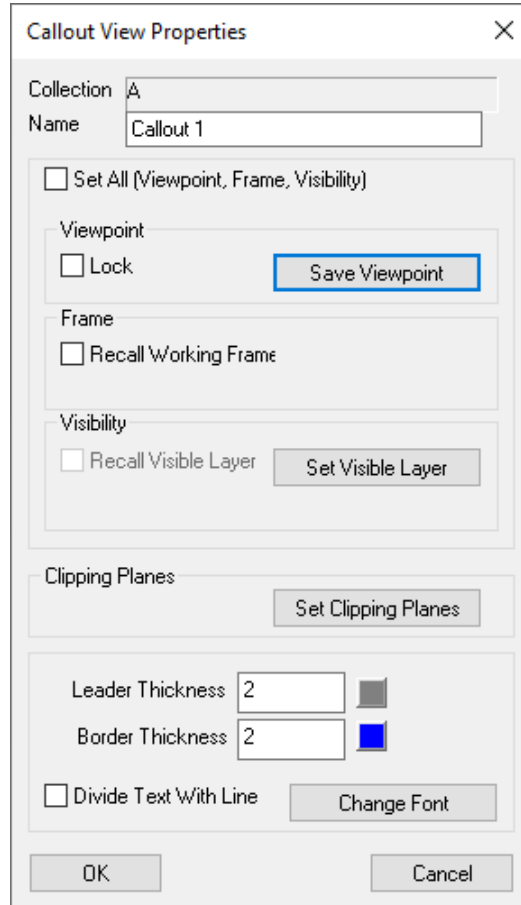 Callout View Properties
Collection A
Name Callout 1
Set All (Viewpoint, Frame, Visibility)
Viewpoint
Lock Save Viewpoint
Frame
Recall Working Frame
Visibility
Recall Visible Layer Set Visible Layer
Clipping Planes
Set Clipping Planes
Leader Thickness 2
Border Thickness 2
Divide Text With Line Change Font
OK Cancel